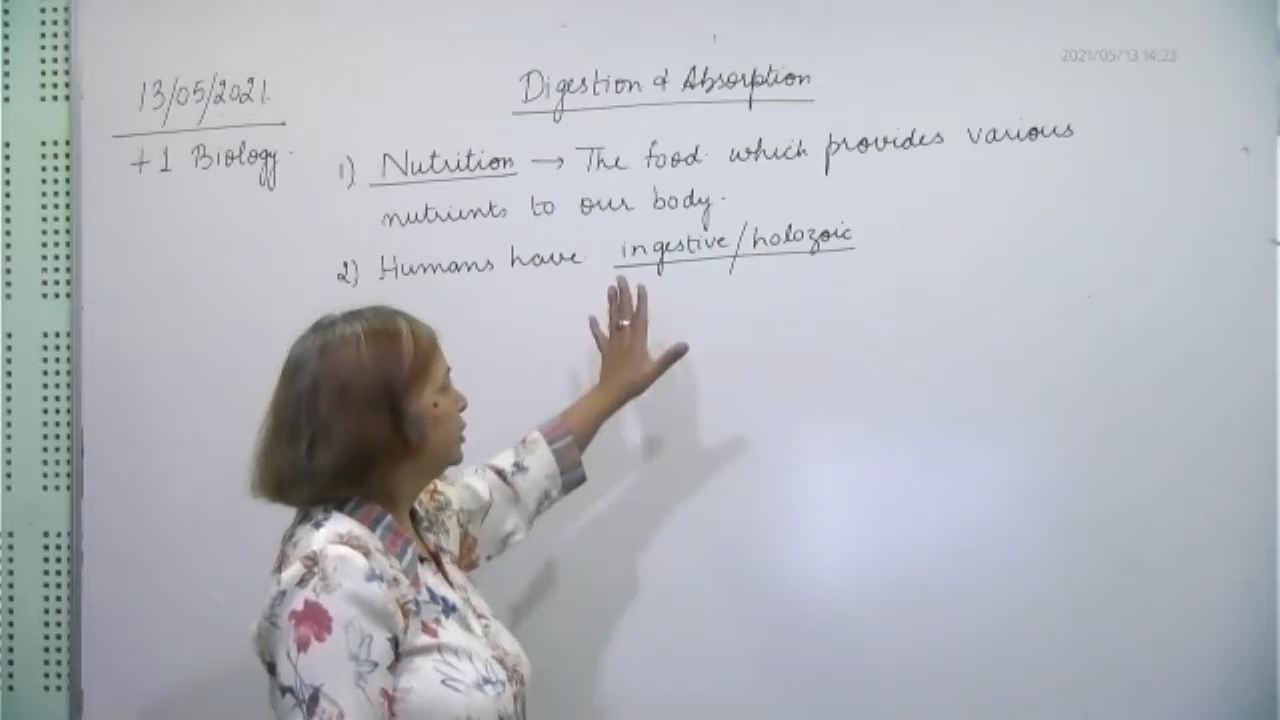 2021/05/13 14:23
13/05/2021.
+1 Biology.
Digestion & Absorption
1) Nutrition → The food which provides various
nutrients to our body.
2) Humans have ingestive/holozoic